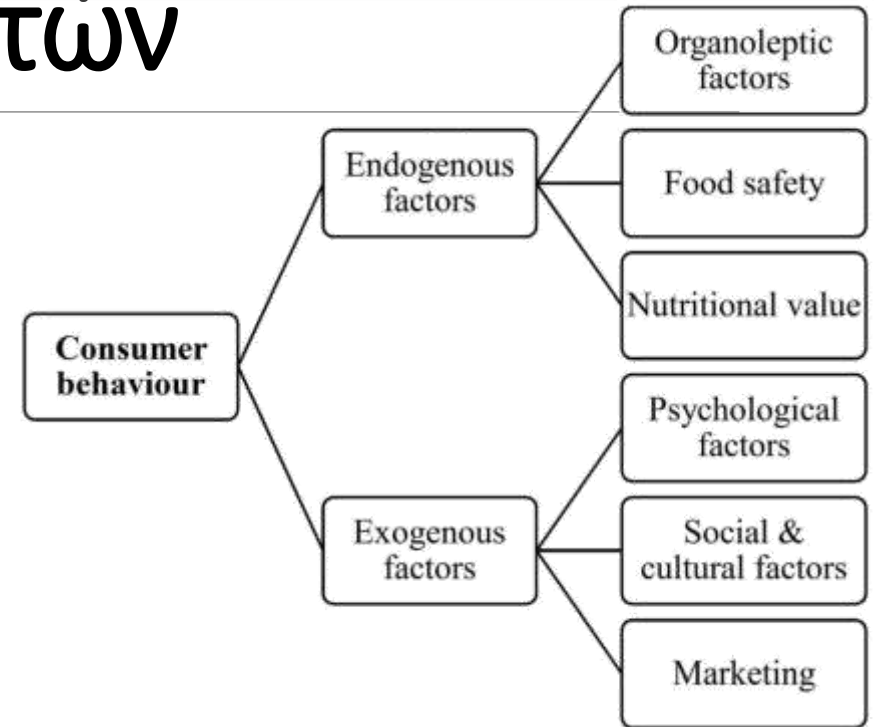 των
Organoleptic
factors
Endogenous
factors
Food safety
Nutritional value
Consumer
behaviour
Psychological
factors
Exogenous
factors
Social &
cultural factors
Marketing